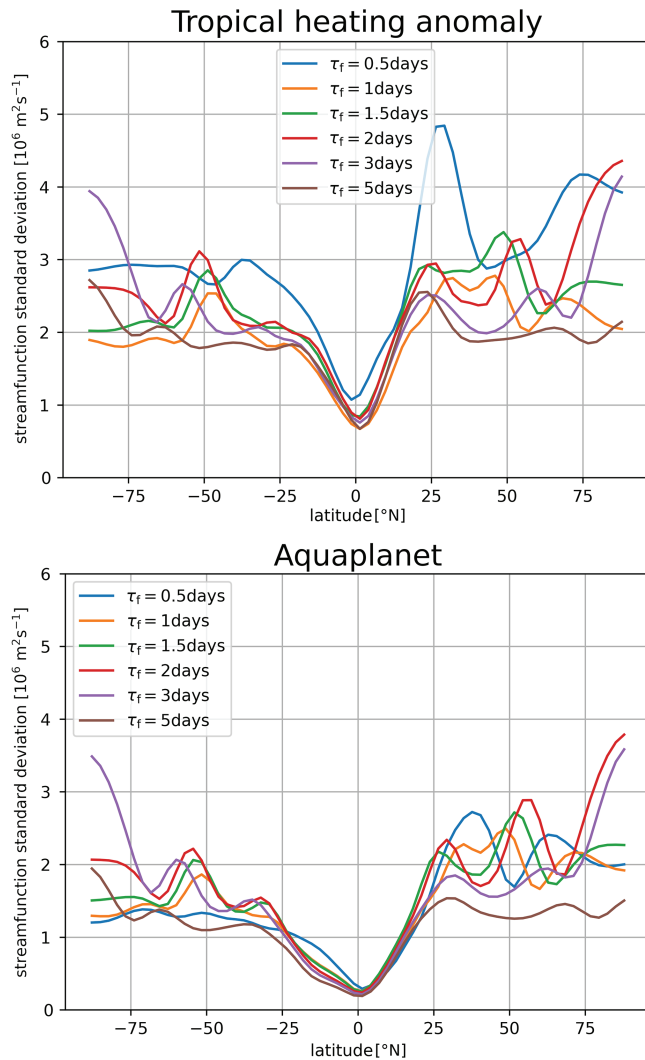 Tropical heating anomaly
streamfunction standard deviation [10⁶ m²s⁻¹]
6
5
4
3
2
1
0
τf = 0.5days
τf = 1days
τf = 1.5days
τf = 2days
τf = 3days
τf = 5days
−75 −50 −25 0 25 50 75
latitude[°N]
Aquaplanet
streamfunction standard deviation [10⁶ m²s⁻¹]
6
5
4
3
2
1
0
τf = 0.5days
τf = 1days
τf = 1.5days
τf = 2days
τf = 3days
τf = 5days
−75 −50 −25 0 25 50 75
latitude[°N]